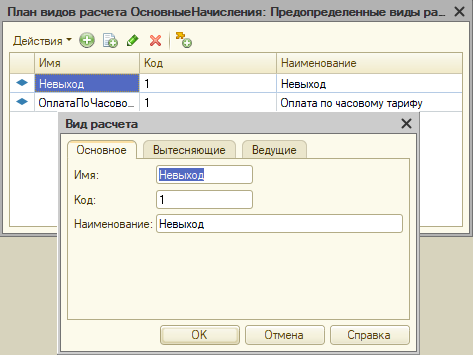 План видов расчета ОсновныеНачисления: Предопределенные виды ра...
Действия
Имя Код Наименование
Невыход 1 Невыход
ОплатаПоЧасово... 1 Оплата по часовому тарифу
Вид расчета
Основное Вытесняющие Ведущие
Имя: Невыход
Код: 1
Наименование: Невыход
OK Отмена Справка